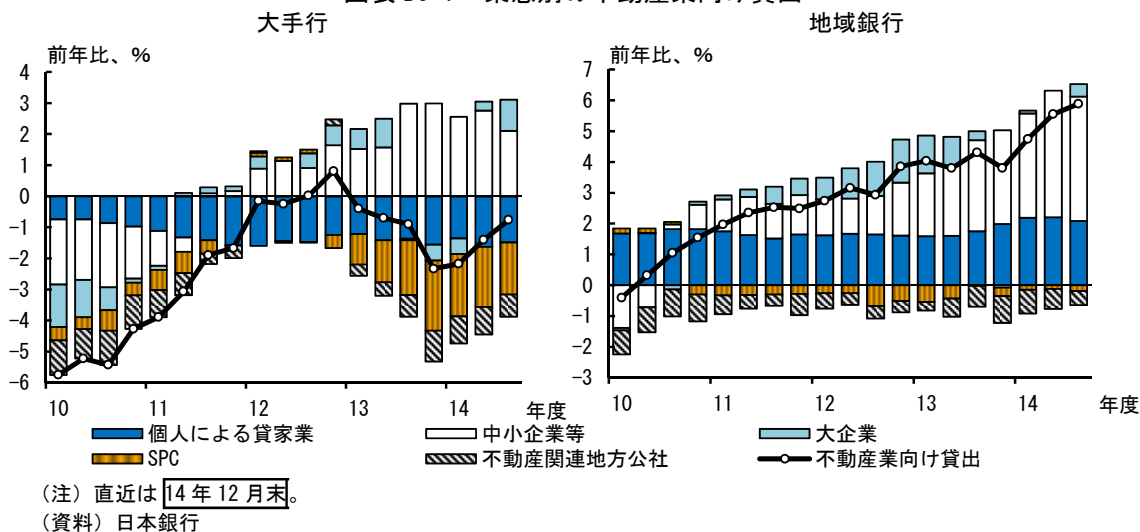 大手行
地域銀行
前年比、%
前年比、%
4
3
2
1
0
-1
-2
-3
-4
-5
-6
7
6
5
4
3
2
1
0
-1
-2
-3
10 11 12 13 14 年度
10 11 12 13 14 年度
個人による貸家業 中小企業等 大企業
SPC 不動産関連地方公社 不動産業向け貸出
(注)直近は14年12月末。
(資料)日本銀行